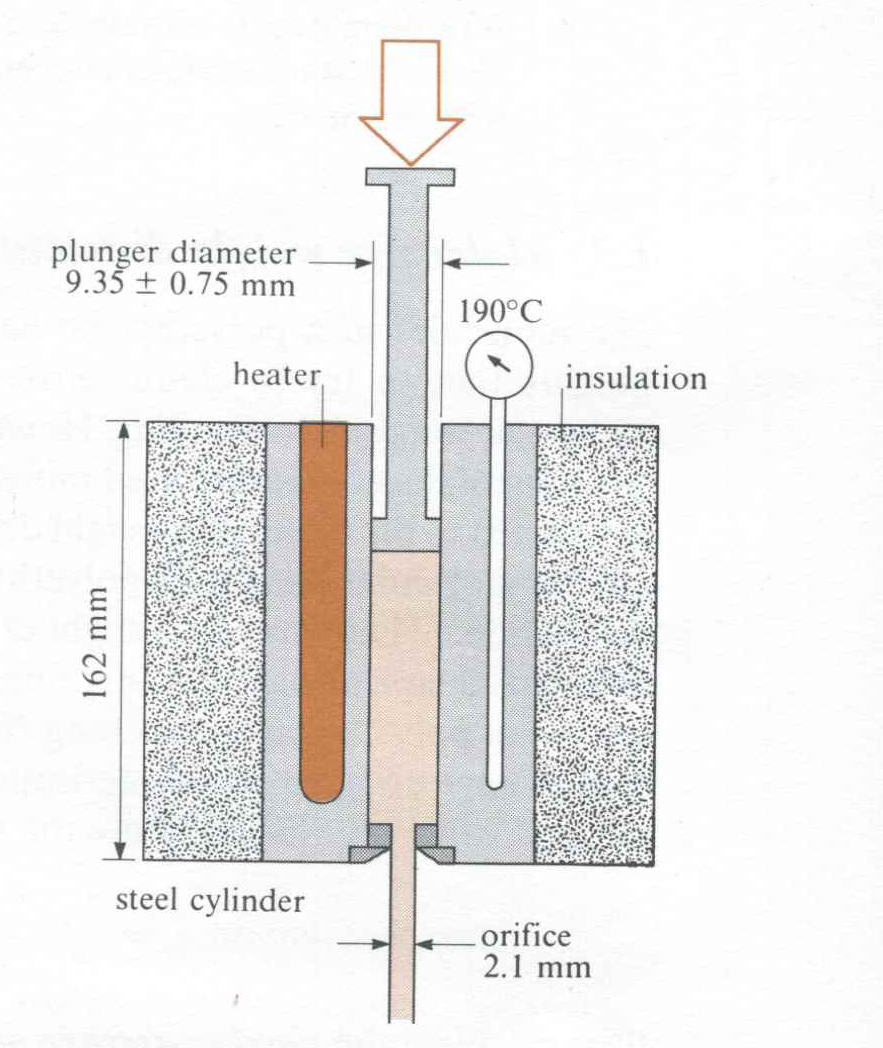 plunger diameter
9.35 ± 0.75 mm
190°C
heater
insulation
162 mm
steel cylinder
orifice
2.1 mm